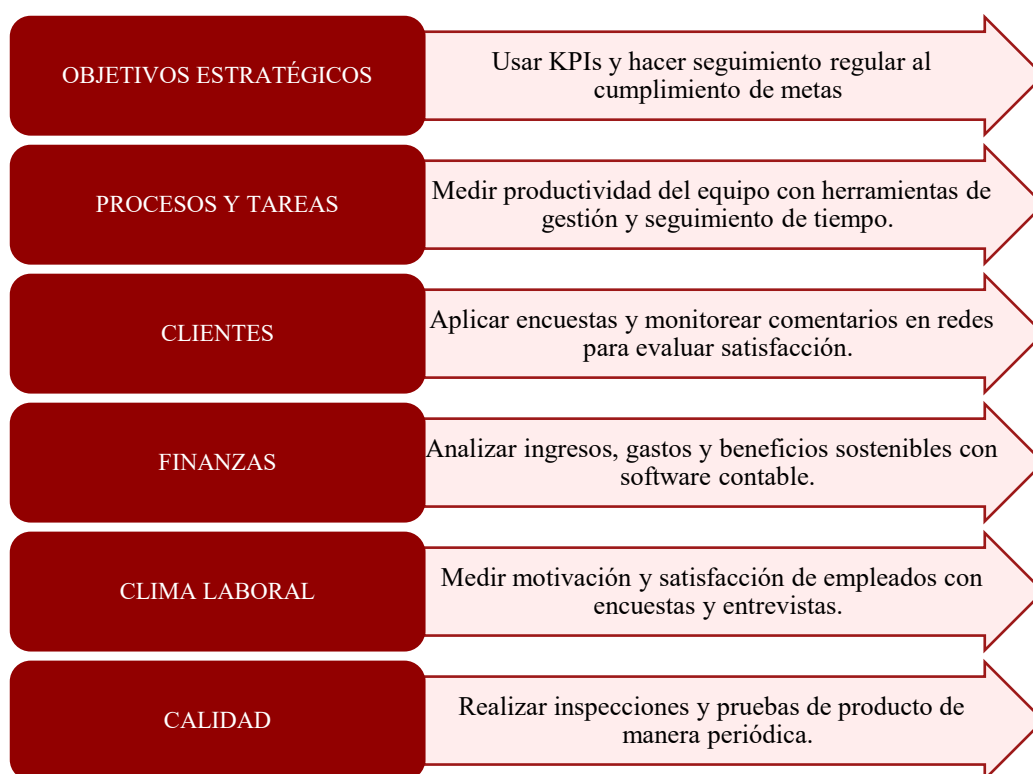 OBJETIVOS ESTRATÉGICOS
Usar KPIs y hacer seguimiento regular al
cumplimiento de metas
PROCESOS Y TAREAS
Medir productividad del equipo con herramientas de
gestión y seguimiento de tiempo.
CLIENTES
Aplicar encuestas y monitorear comentarios en redes
para evaluar satisfacción.
FINANZAS
Analizar ingresos, gastos y beneficios sostenibles con
software contable.
CLIMA LABORAL
Medir motivación y satisfacción de empleados con
encuestas y entrevistas.
CALIDAD
Realizar inspecciones y pruebas de producto de
manera periódica.